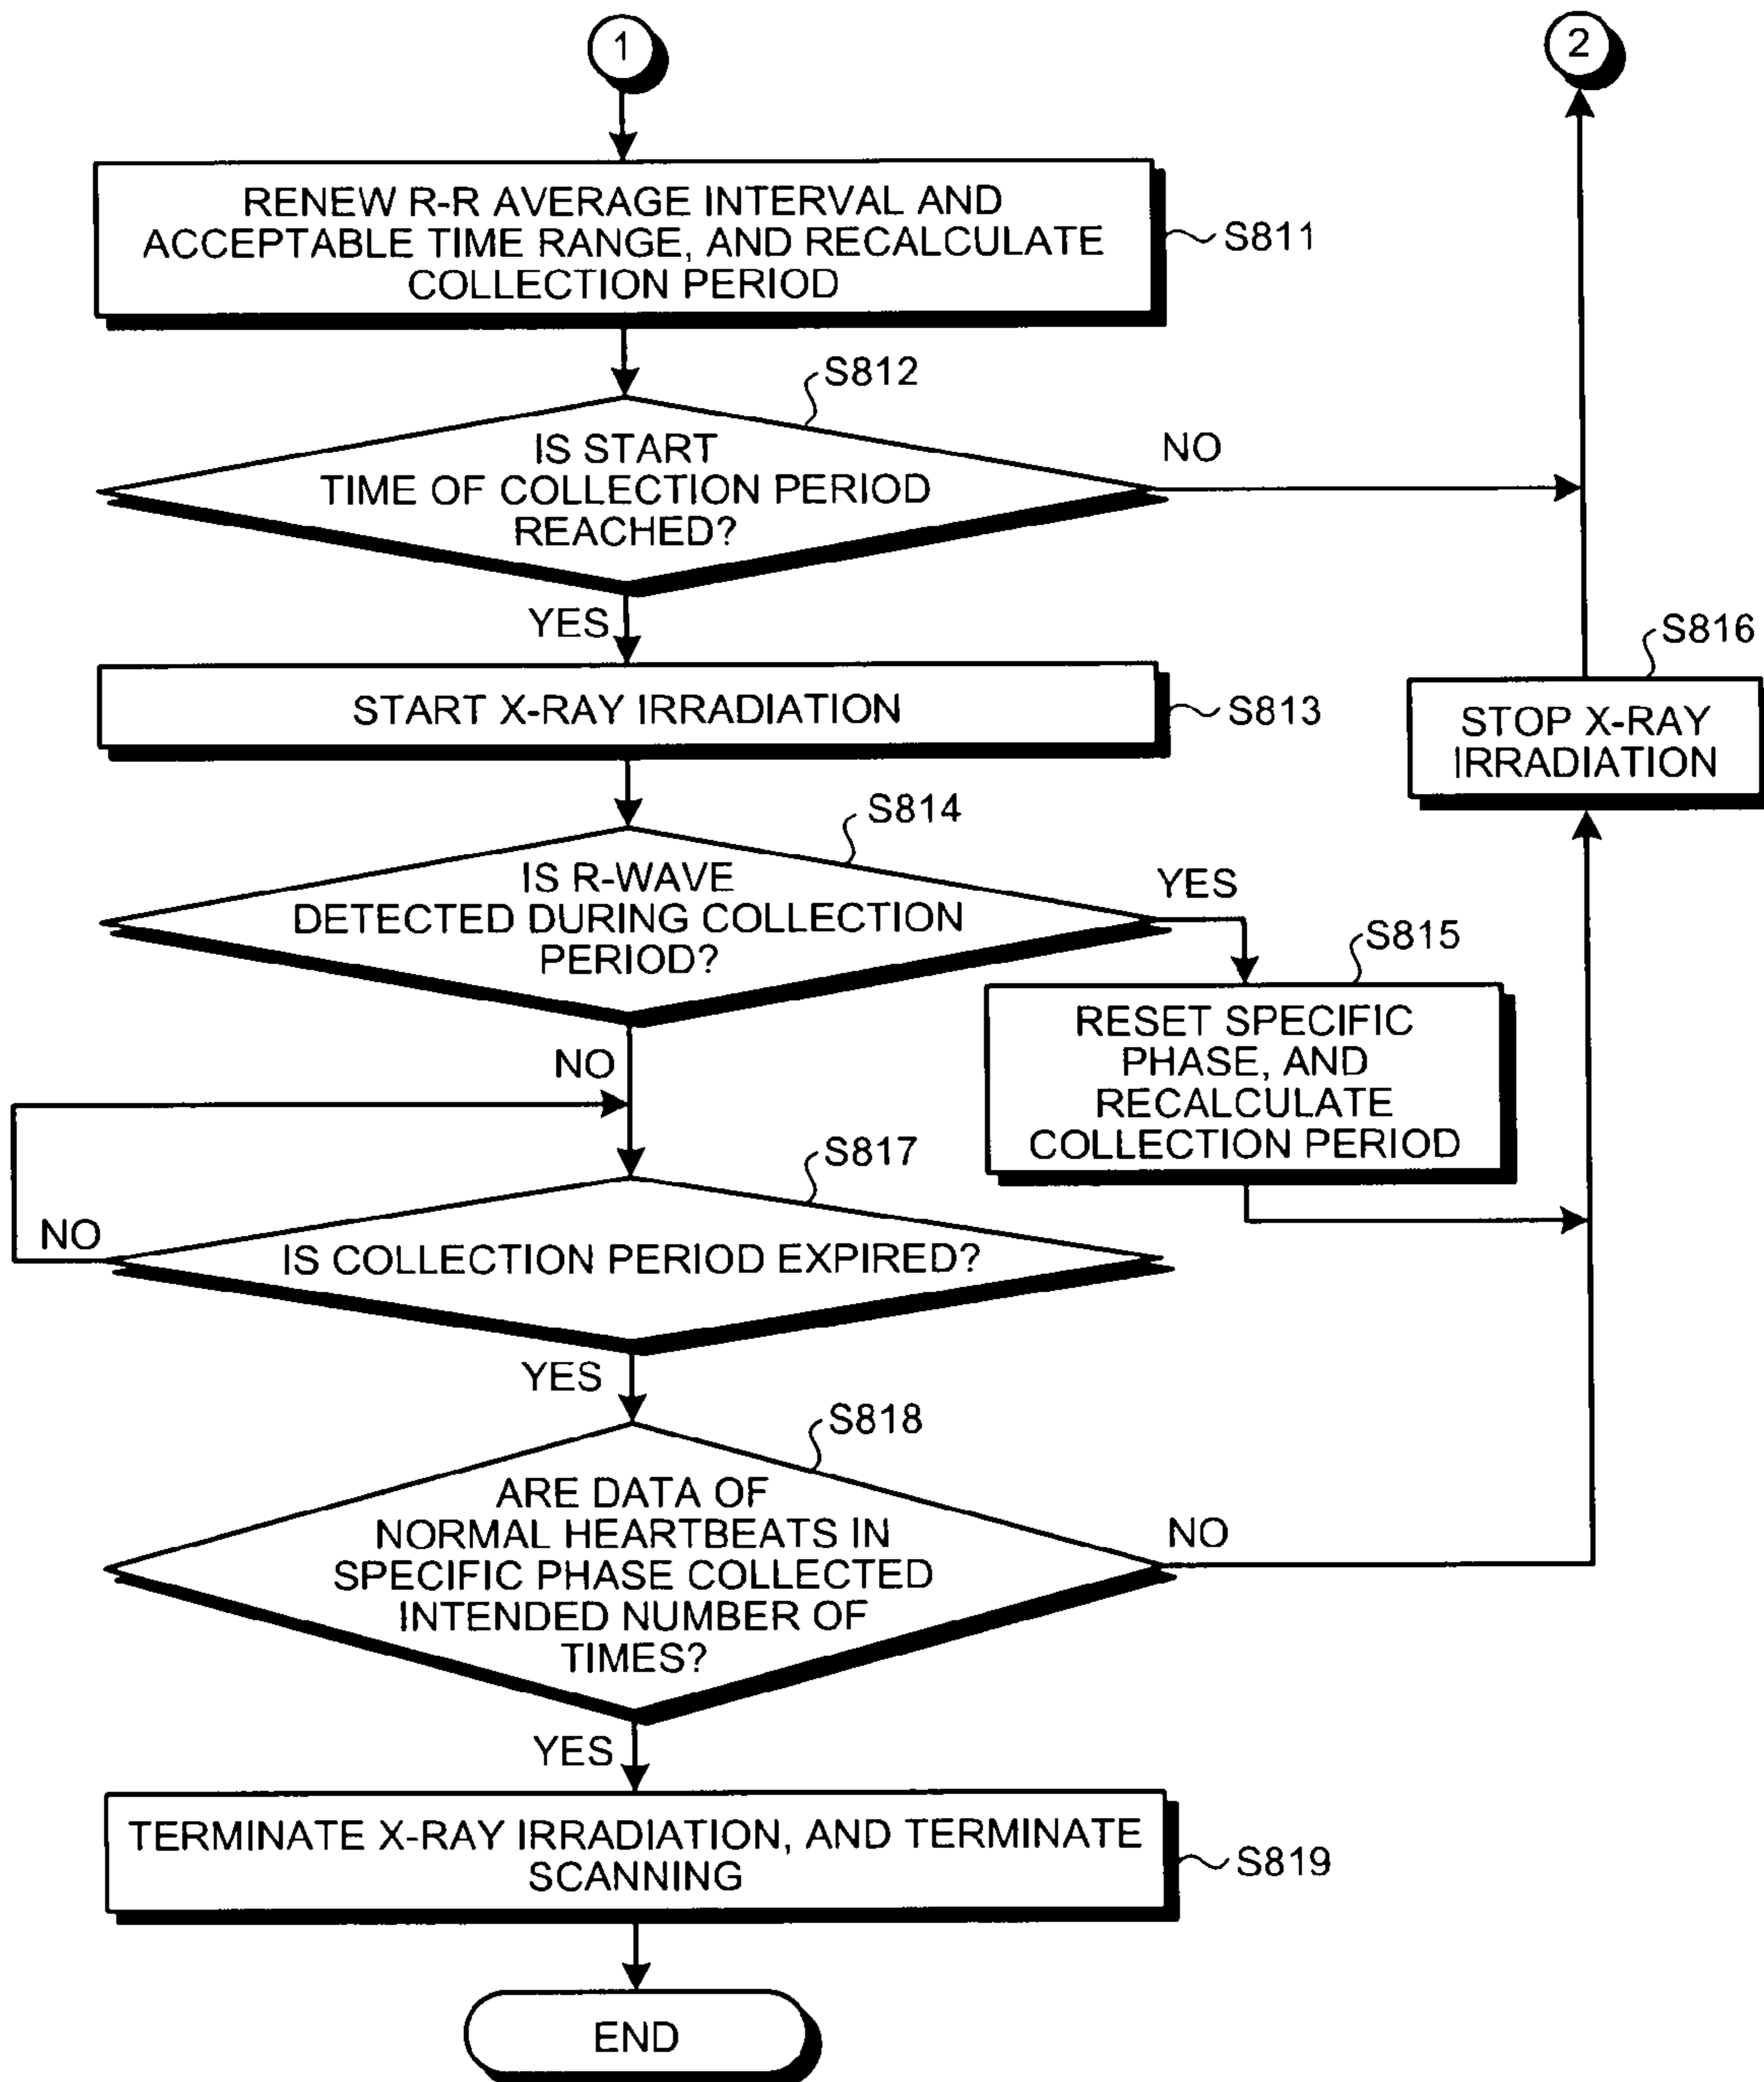 1
2
RENEW R-R AVERAGE INTERVAL AND
ACCEPTABLE TIME RANGE, AND RECALCULATE
COLLECTION PERIOD
S811
S812
IS START
TIME OF COLLECTION PERIOD
REACHED?
NO
YES
START X-RAY IRRADIATION
S813
S816
STOP X-RAY
IRRADIATION
S814
IS R-WAVE
DETECTED DURING COLLECTION
PERIOD?
YES
S815
RESET SPECIFIC
PHASE, AND
RECALCULATE
COLLECTION PERIOD
NO
S817
NO
IS COLLECTION PERIOD EXPIRED?
YES
S818
ARE DATA OF
NORMAL HEARTBEATS IN
SPECIFIC PHASE COLLECTED
INTENDED NUMBER OF
TIMES?
NO
YES
TERMINATE X-RAY IRRADIATION, AND TERMINATE
SCANNING
S819
END